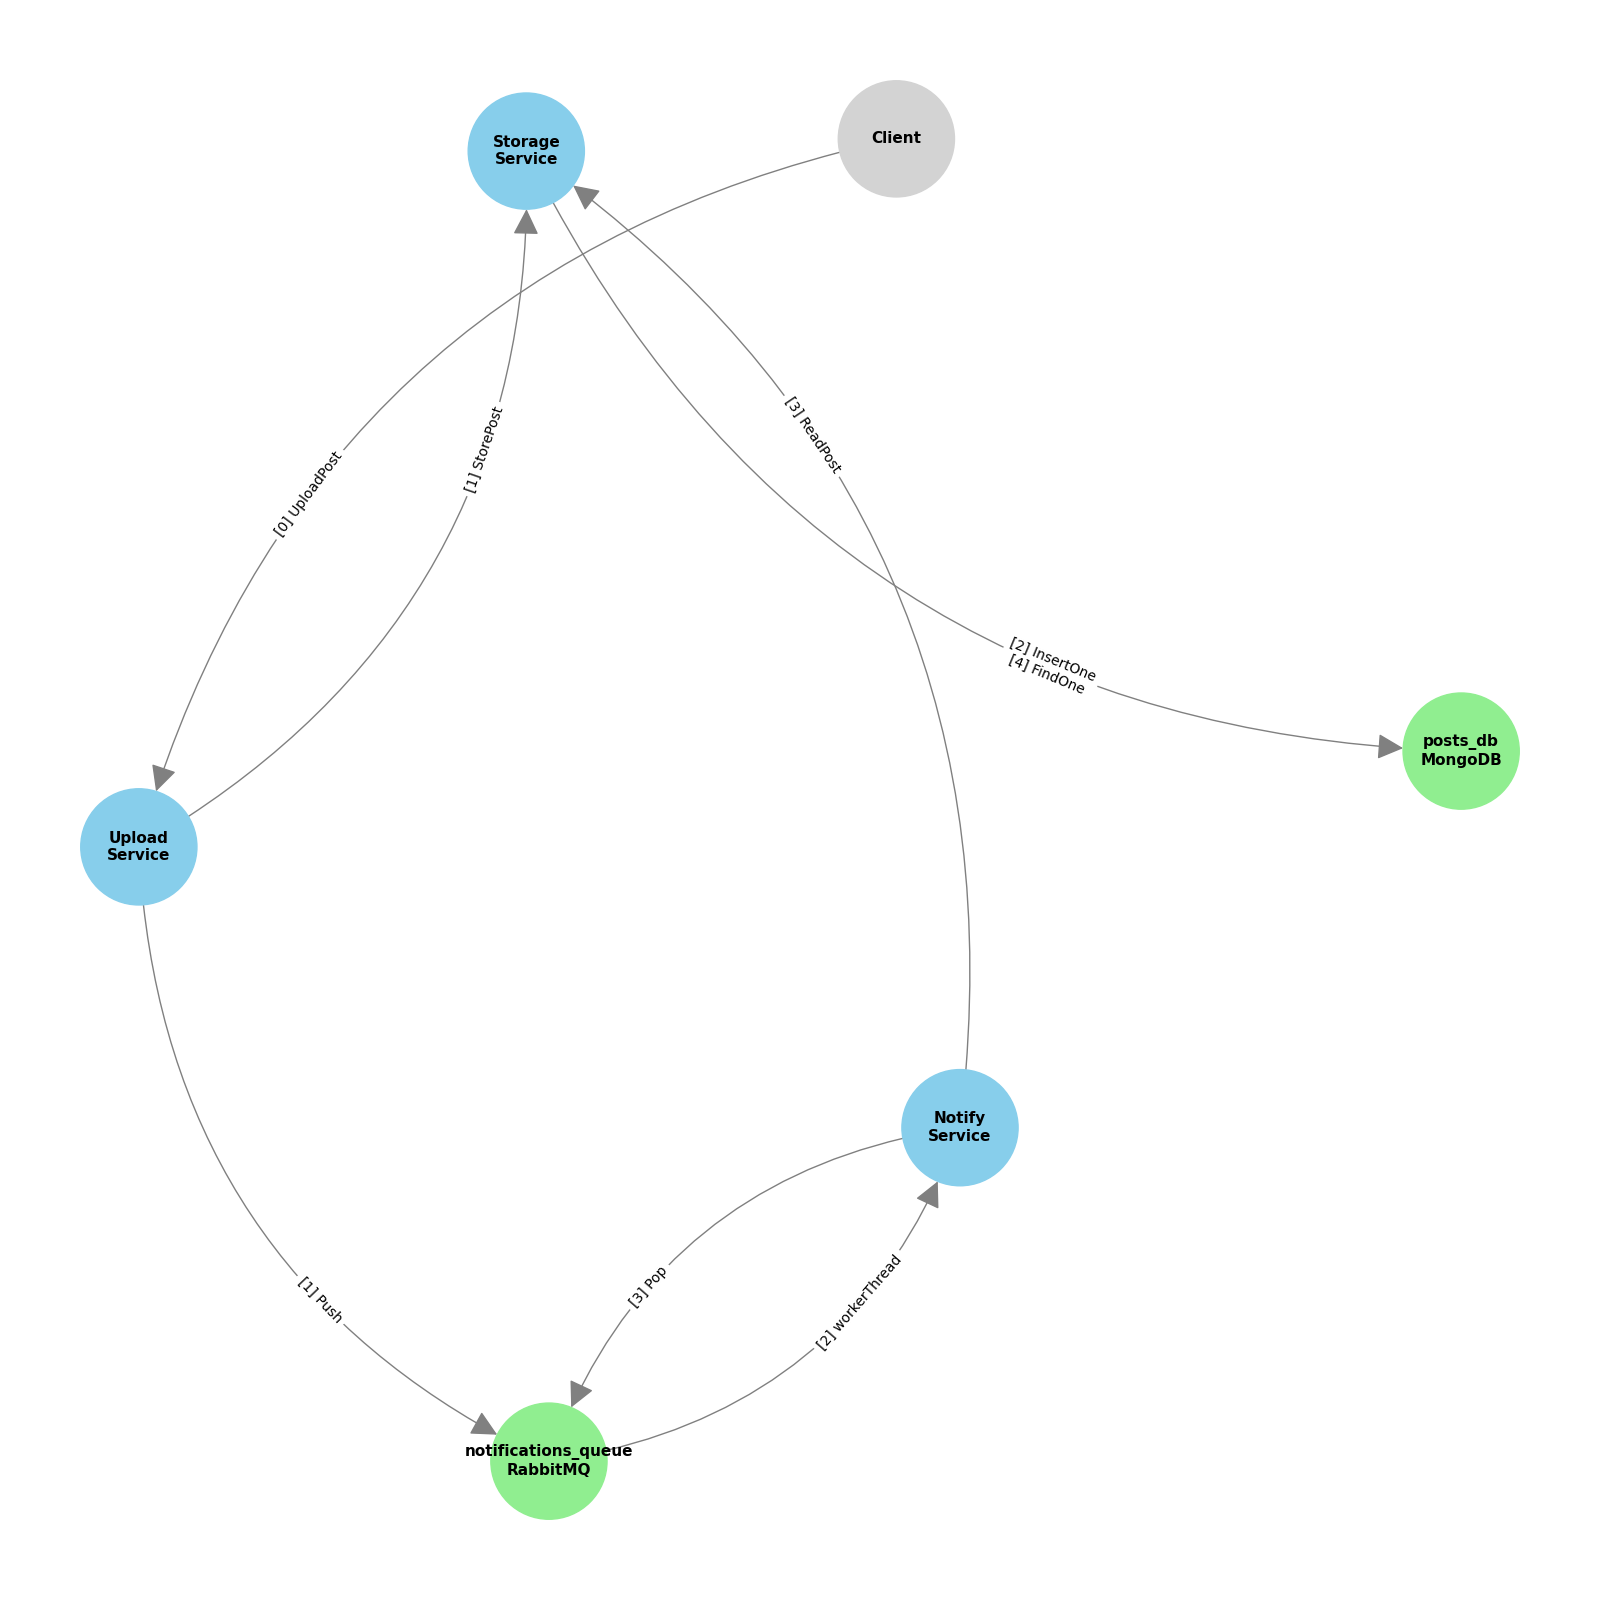 Storage
Service
Client
[0] UploadPost
[1] StorePost
[3] ReadPost
[2] InsertOne
[4] FindOne
posts_db
MongoDB
Upload
Service
Notify
Service
[1] Push
[3] Pop
[2] workerThread
notifications_queue
RabbitMQ